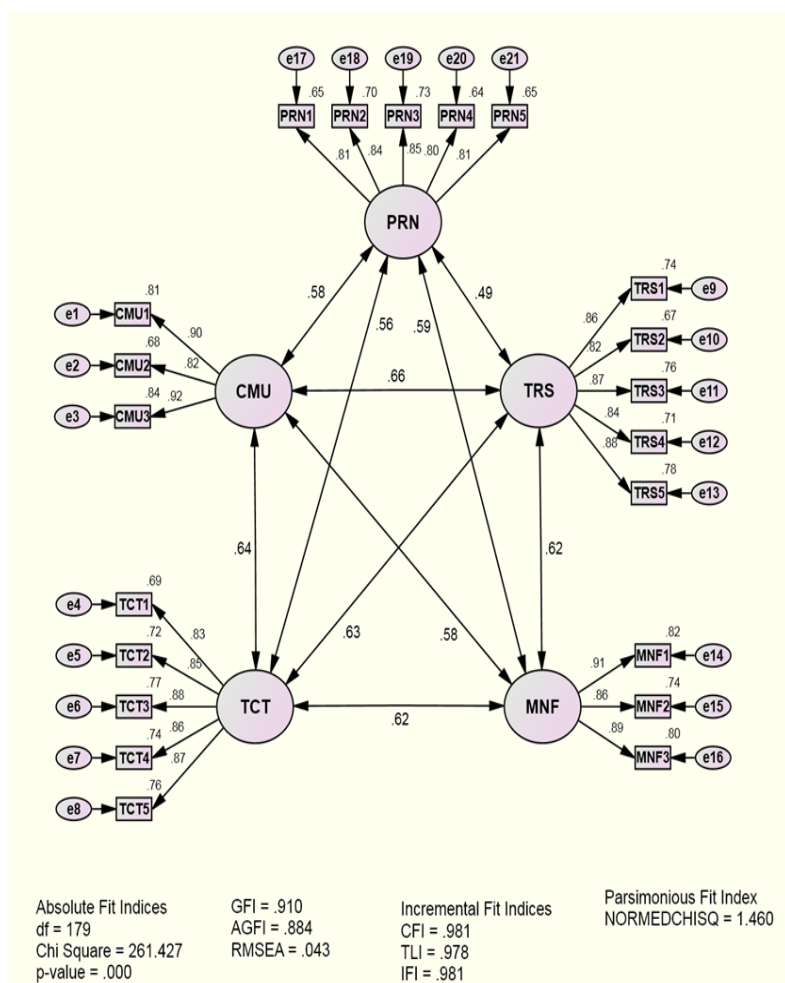 e17 e18 e19 e20 e21
.65 .70 .73 .64 .65
PRN1 PRN2 PRN3 PRN4 PRN5
.81 .84 .85 .80 .81
PRN
.58 .56 .59 .49
.81
e1 CMU1
.90
.68
e2 CMU2
.82
.84 .92
e3 CMU3
CMU
.66
TRS
.74
TRS1 e9
.86
.67
.82
TRS2 e10
.76
.87
TRS3 e11
.84 .71
TRS4 e12
.88
.78
TRS5 e13
.64
.62
.63
.58
.69
e4 TCT1
.83
.72
e5 TCT2
.85
.77
.88
e6 TCT3
.74 .86
e7 TCT4
.87
.76
e8 TCT5
TCT
.62
MNF
.82
.91
MNF1 e14
.86 .74
MNF2 e15
.89
.80
MNF3 e16
Absolute Fit Indices
df = 179
Chi Square = 261.427
p-value = .000
GFI = .910
AGFI = .884
RMSEA = .043
Incremental Fit Indices
CFI = .981
TLI = .978
IFI = .981
Parsimonious Fit Index
NORMEDCHISQ = 1.460